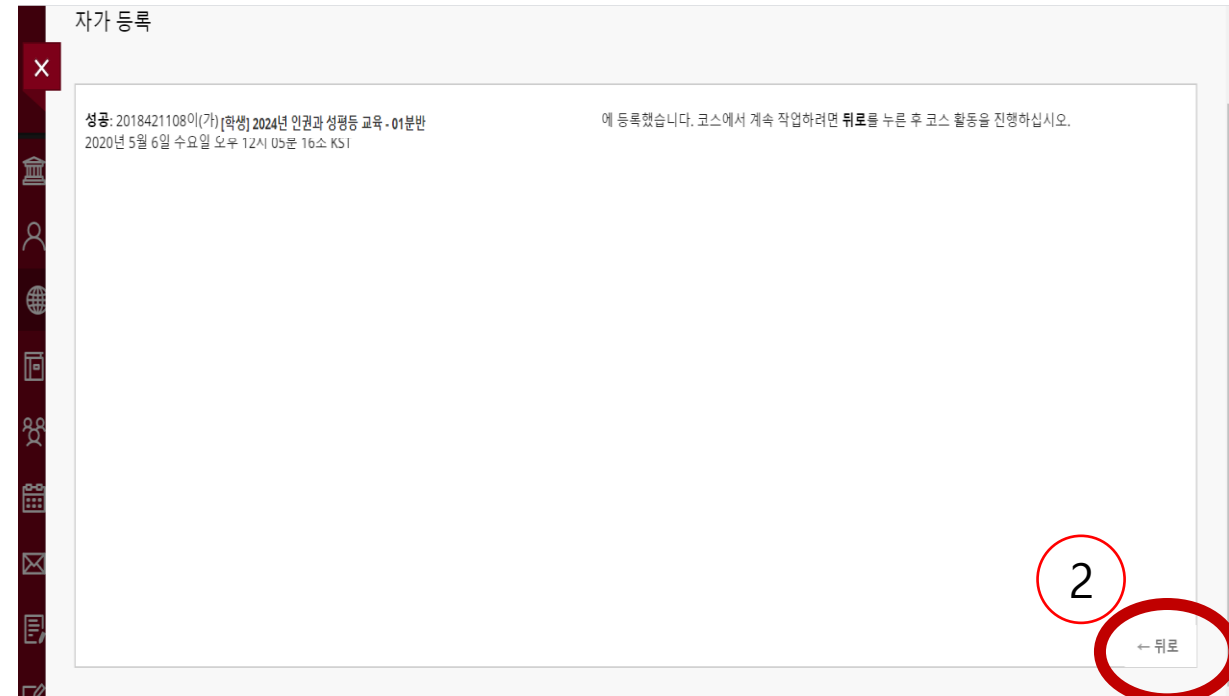 자가 등록
X
성공: 2018421108이(가) [학생] 2024년 인권과 성평등 교육 - 01분반 에 등록했습니다. 코스에서 계속 작업하려면 뒤로를 누른 후 코스 활동을 진행하십시오.
2020년 5월 6일 수요일 오후 12시 05분 16초 KST
2
← 뒤로